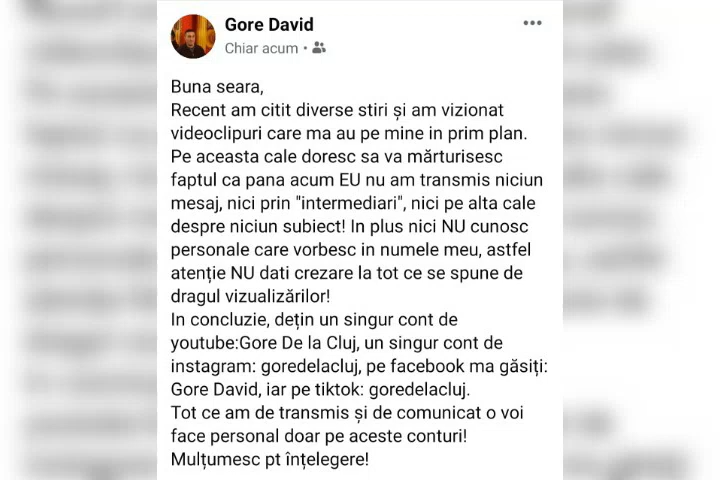 Gore David
Chiar acum •
Buna seara,
Recent am citit diverse stiri și am vizionat
videoclipuri care ma au pe mine in prim plan.
Pe aceasta cale doresc sa va mărturisesc
faptul ca pana acum EU nu am transmis niciun
mesaj, nici prin "intermediari", nici pe alta cale
despre niciun subiect! In plus nici NU cunosc
personale care vorbesc in numele meu, astfel
atenție NU dati crezare la tot ce se spune de
dragul vizualizărilor!
In concluzie, dețin un singur cont de
youtube:Gore De la Cluj, un singur cont de
instagram: goredelacluj, pe facebook ma găsiți:
Gore David, iar pe tiktok: goredelacluj.
Tot ce am de transmis și de comunicat o voi
face personal doar pe aceste conturi!
Mulțumesc pt înțelegere!